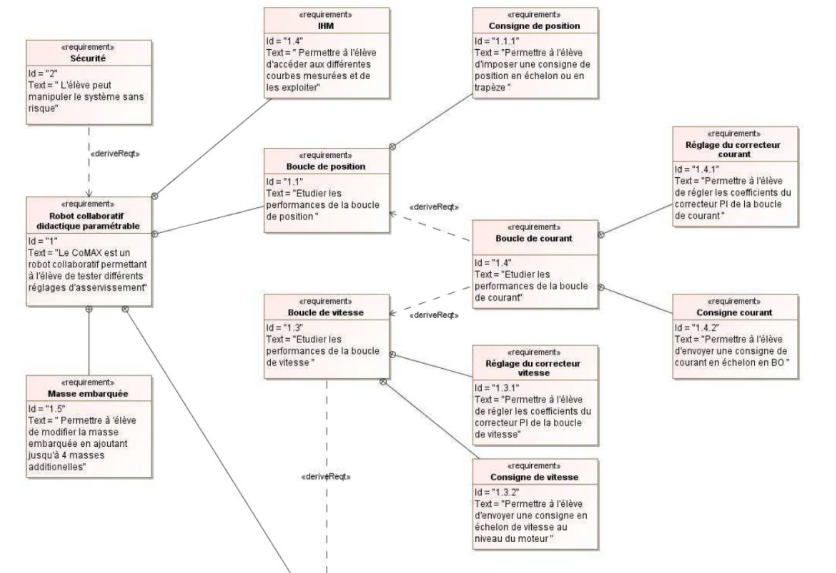 «requirement»
Sécurité
Id = "2"
Text = " L'élève peut
manipuler le système sans
risque"
«deriveReqt»
«requirement»
Robot collaboratif
didactique paramétrable
Id = "1"
Text = "Le CoMAX est un
robot collaboratif permettant
à l'élève de tester différents
réglages d'asservissement"
«requirement»
Masse embarquée
Id = "1.5"
Text = " Permettre à 'élève
de modifier la masse
embarquée en ajoutant
jusqu'à 4 masses
additionelles"
«requirement»
IHM
Id = "1.4"
Text = " Permettre à l'élève
d'accéder aux différentes
courbes mesurées et de
les exploiter"
«requirement»
Boucle de position
Id = "1.1"
Text = "Etudier les
performances de la boucle
de position "
«requirement»
Boucle de vitesse
Id = "1.3"
Text = "Etudier les
performances de la boucle
de vitesse "
«deriveReqt»
«requirement»
Consigne de position
Id = "1.1.1"
Text = "Permettre à l'élève
d'imposer une consigne de
position en échelon ou en
trapèze "
«deriveReqt»
«requirement»
Boucle de courant
Id = "1.4"
Text = "Etudier les
performances de la boucle
de courant"
«deriveReqt»
«requirement»
Réglage du correcteur
vitesse
Id = "1.3.1"
Text = "Permettre à l'élève
de régler les coefficients du
correcteur PI de la boucle
de vitesse"
«requirement»
Consigne de vitesse
Id = "1.3.2"
Text = "Permettre à l'élève
d'envoyer une consigne en
échelon de vitesse au
niveau du moteur "
«requirement»
Réglage du correcteur
courant
Id = "1.4.1"
Text = "Permettre à l'élève
de régler les coefficients du
correcteur PI de la boucle
de courant "
«requirement»
Consigne courant
Id = "1.4.2"
Text = "Permettre à l'élève
d'envoyer une consigne de
courant en échelon en BO "